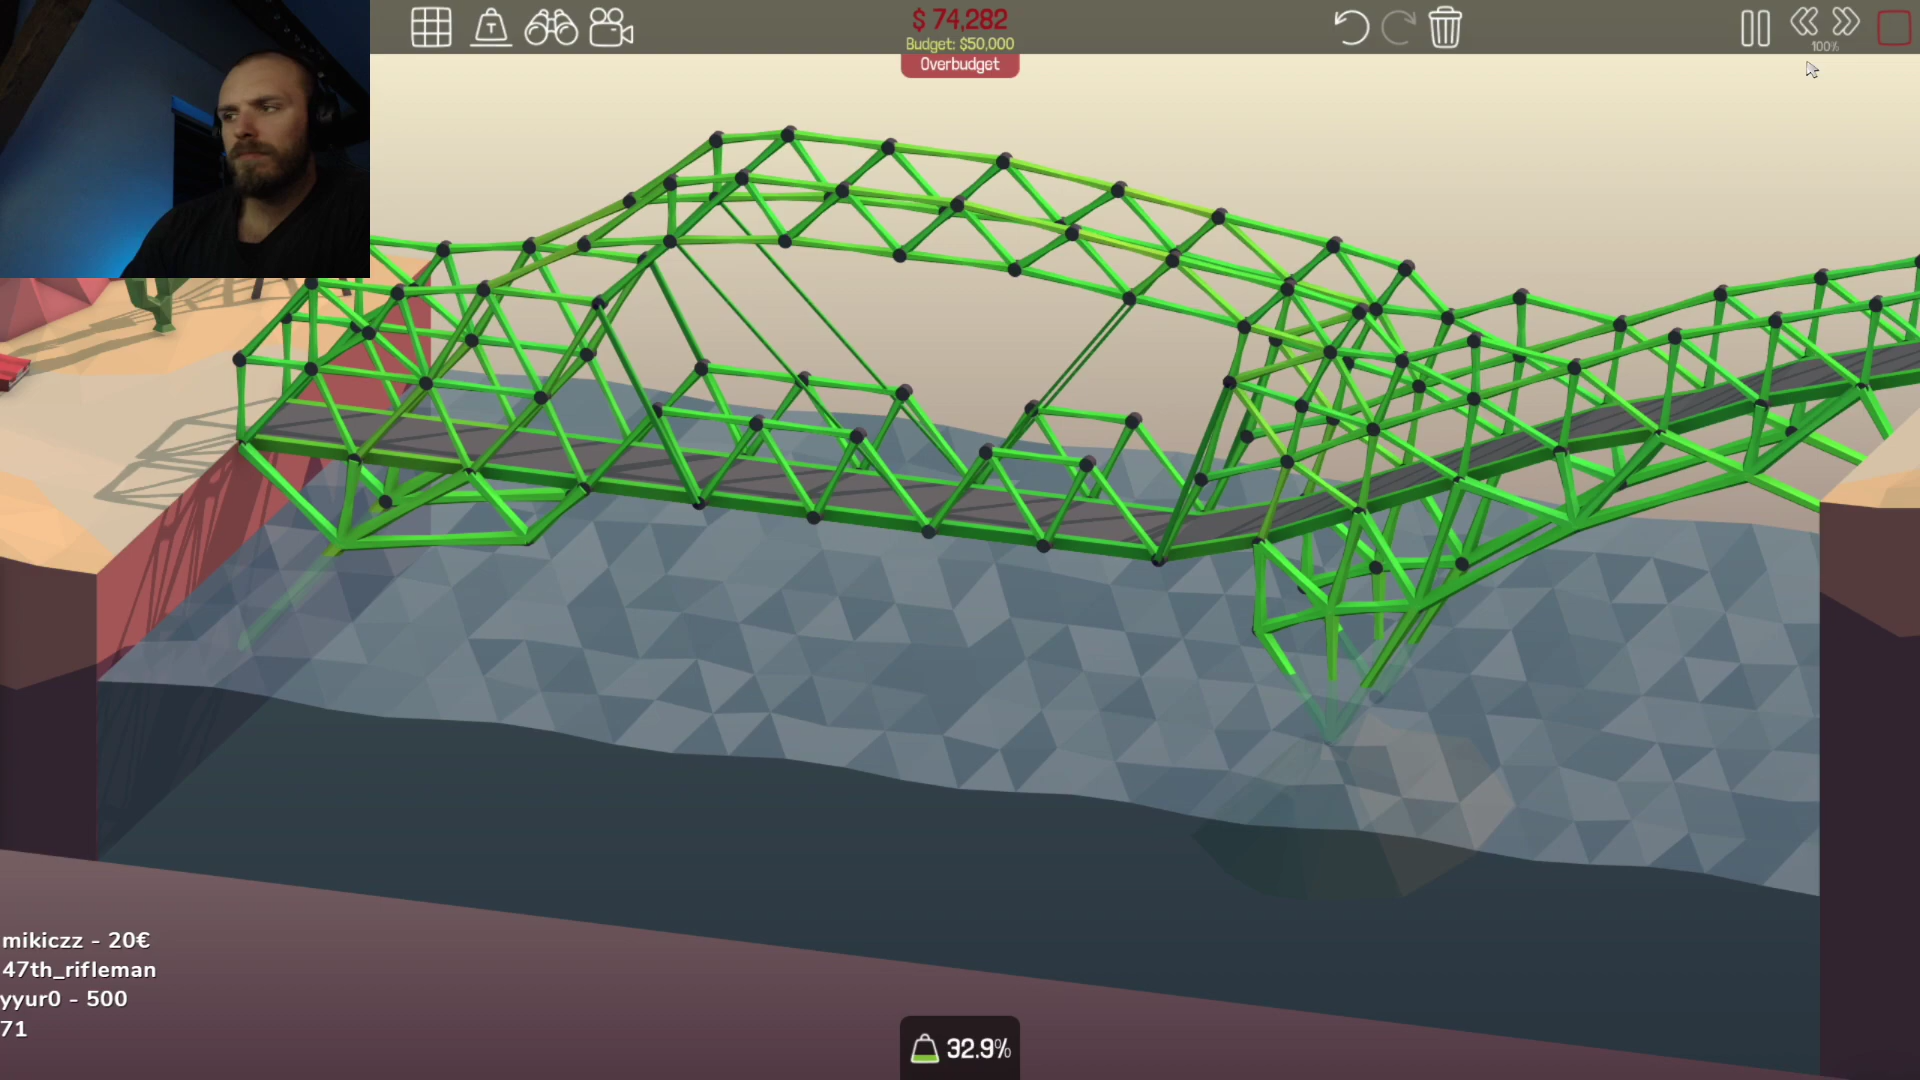 $ 74,282
Budget: $50,000
Overbudget
100%
mikiczz - 20€
47th_rifleman
yyur0 - 500
71
32.9%